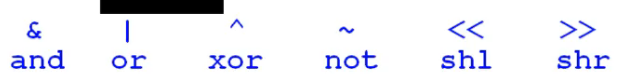 & | ^ ~ << >>
and or xor not shl shr